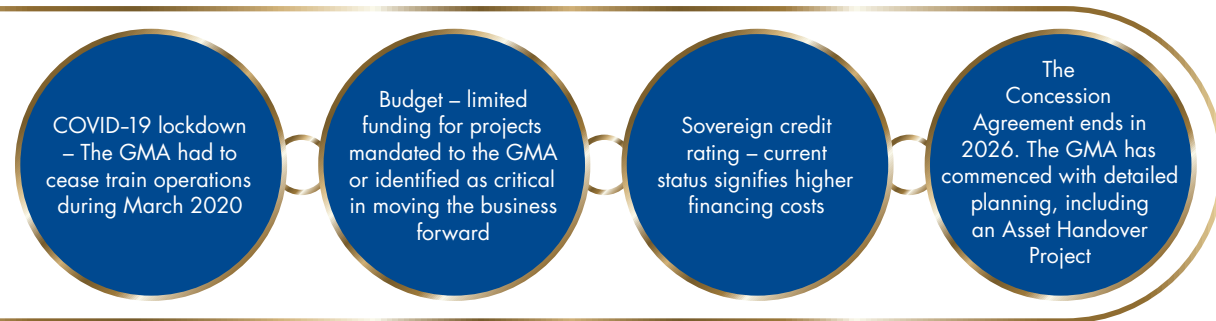 COVID-19 lockdown
– The GMA had to
cease train operations
during March 2020
Budget – limited
funding for projects
mandated to the GMA
or identified as critical
in moving the business
forward
Sovereign credit
rating – current
status signifies higher
financing costs
The
Concession
Agreement ends in
2026. The GMA has
commenced with detailed
planning, including
an Asset Handover
Project